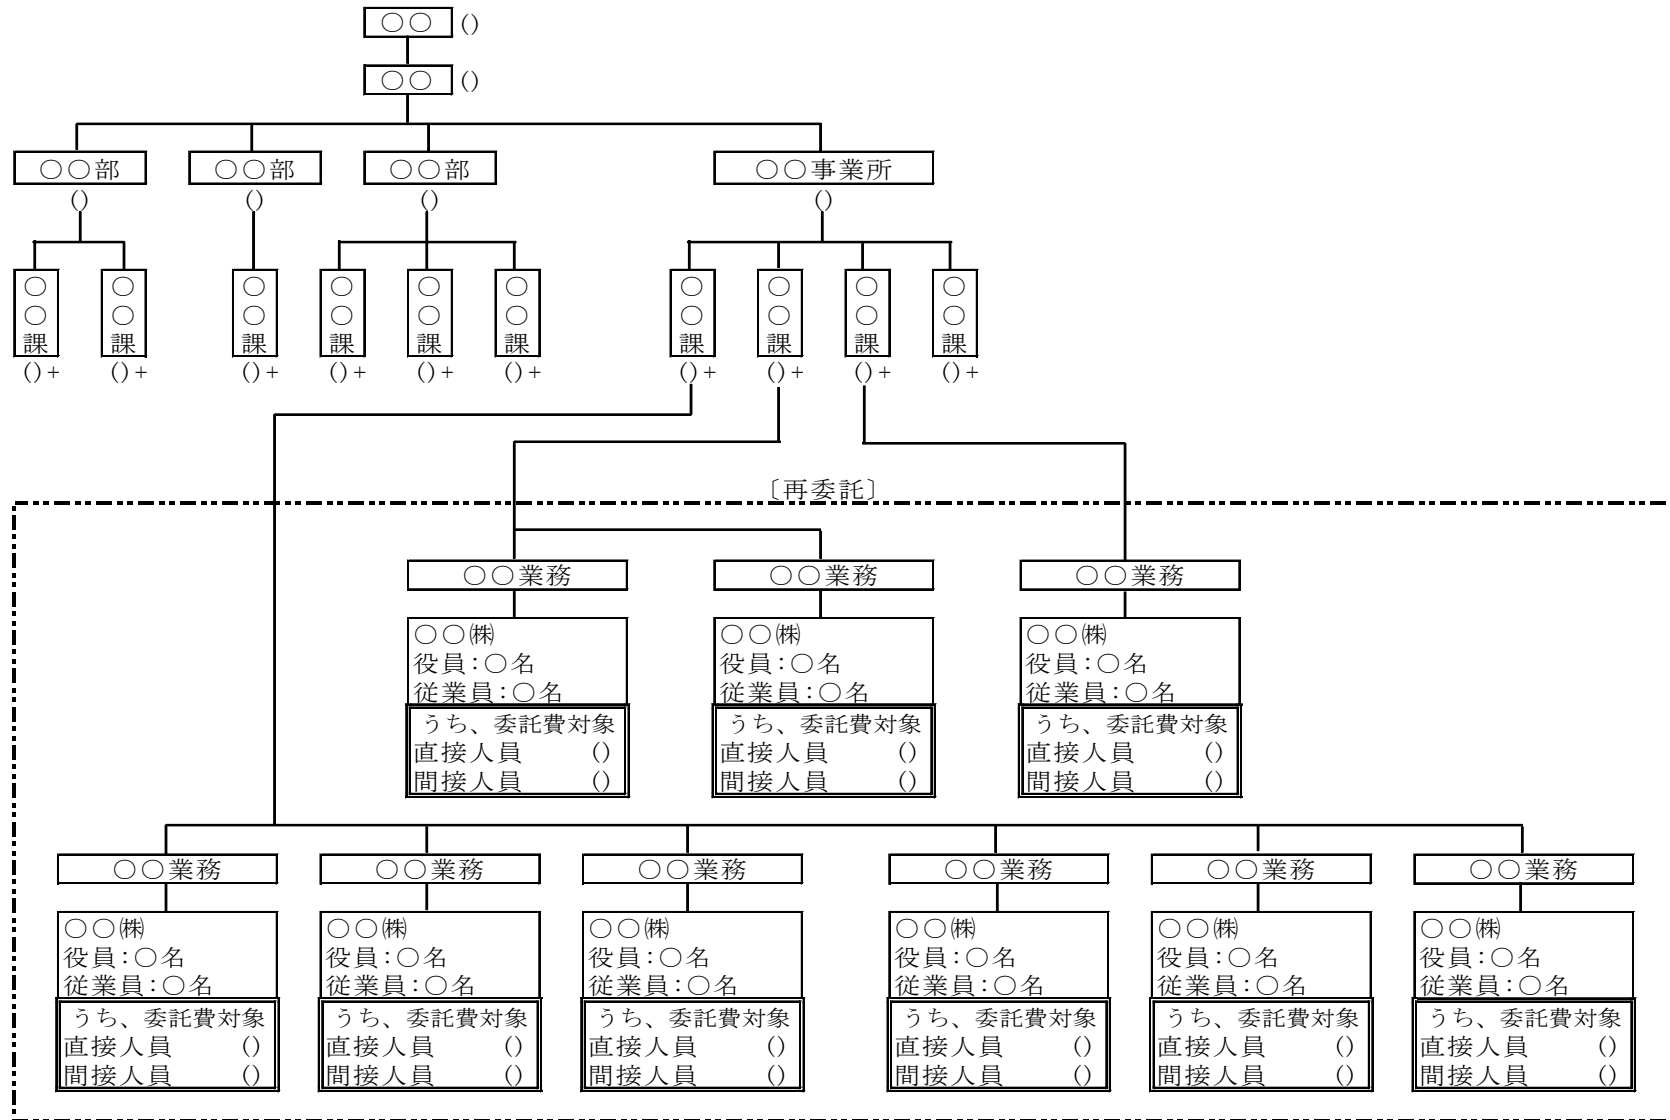 ○○ ()
○○ ()
○○部 ○○部 ○○部 ○○事業所
() () () ()
○○課 ○○課 ○○課 ○○課 ○○課 ○○課 ○○課 ○○課 ○○課 ○○課
()+ ()+ ()+ ()+ ()+ ()+ ()+ ()+ ()+ ()+
〔再委託〕
○○業務 ○○業務 ○○業務
○○㈱ ○○㈱ ○○㈱
役員:○名 役員:○名 役員:○名
従業員:○名 従業員:○名 従業員:○名
うち、委託費対象 うち、委託費対象 うち、委託費対象
直接人員 () 直接人員 () 直接人員 ()
間接人員 () 間接人員 () 間接人員 ()
○○業務 ○○業務 ○○業務 ○○業務 ○○業務 ○○業務
○○㈱ ○○㈱ ○○㈱ ○○㈱ ○○㈱ ○○㈱
役員:○名 役員:○名 役員:○名 役員:○名 役員:○名 役員:○名
従業員:○名 従業員:○名 従業員:○名 従業員:○名 従業員:○名 従業員:○名
うち、委託費対象 うち、委託費対象 うち、委託費対象 うち、委託費対象 うち、委託費対象 うち、委託費対象
直接人員 () 直接人員 () 直接人員 () 直接人員 () 直接人員 () 直接人員 ()
間接人員 () 間接人員 () 間接人員 () 間接人員 () 間接人員 () 間接人員 ()